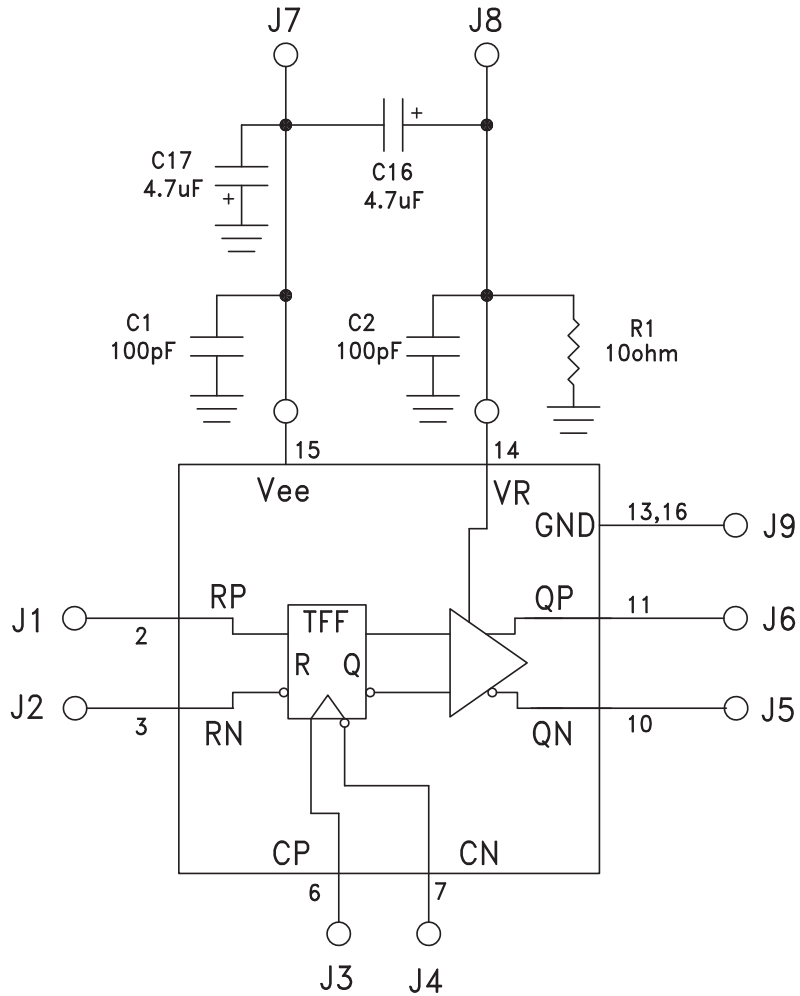 J7
J8
+
C17
4.7uF
+
C16
4.7uF
C1
100pF
C2
100pF
R1
10ohm
15
14
Vee
VR
GND
13,16
J9
RP
TFF
QP
11
J1
J6
2
R
Q
J2
J5
3
RN
QN
10
CP
CN
6
7
J3
J4